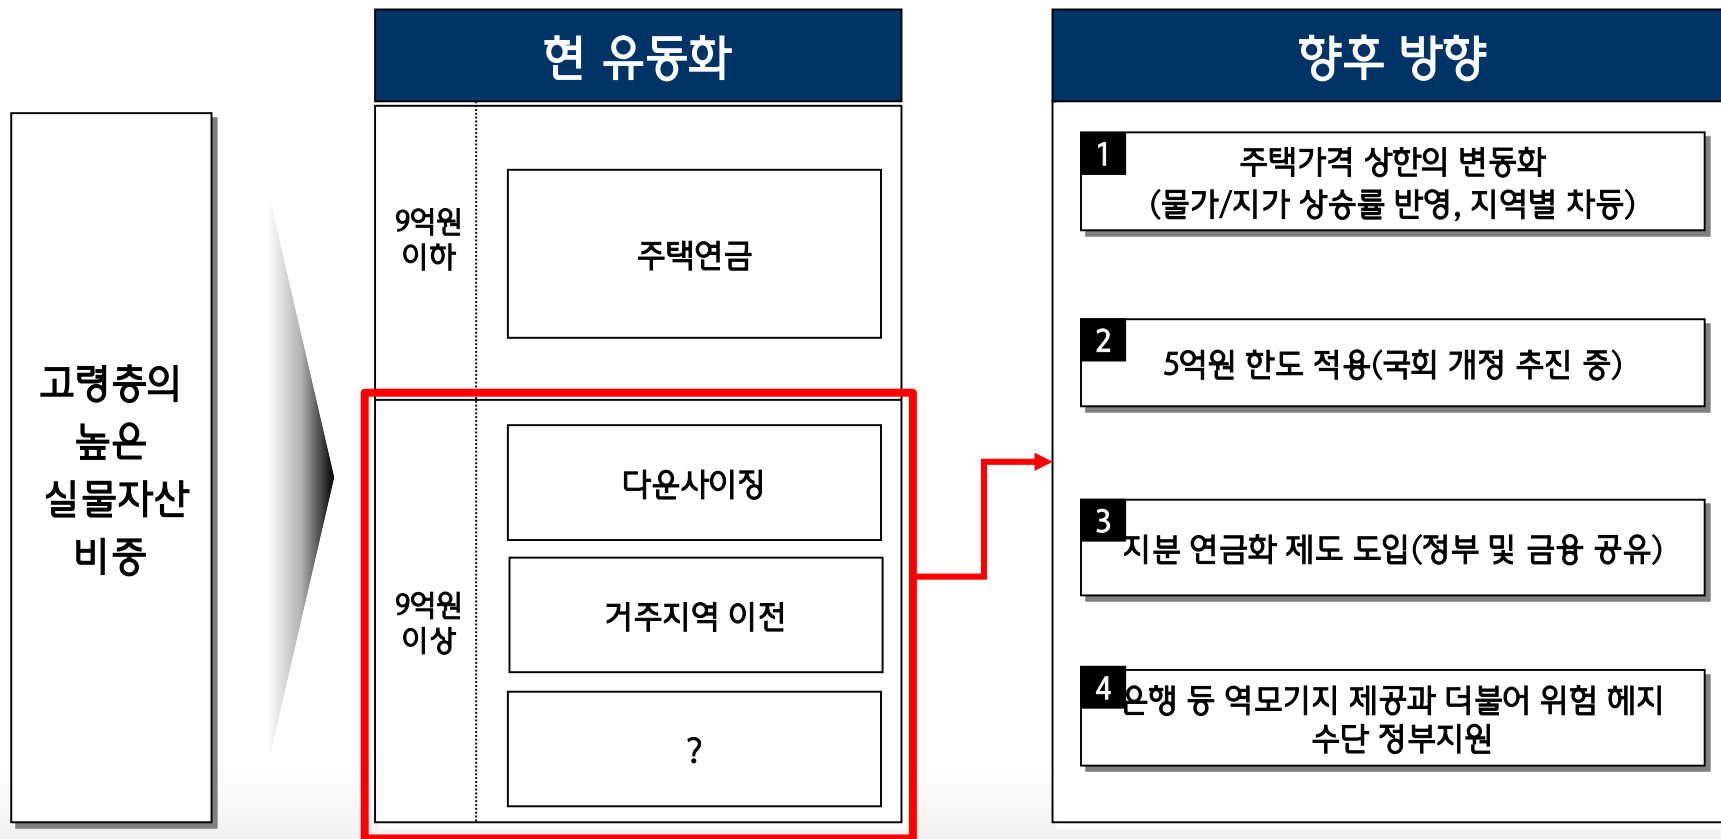 고령층의
높은
실물자산
비중
현 유동화
9억원
이하
주택연금
9억원
이상
다운사이징
거주지역 이전
?
향후 방향
1
주택가격 상한의 변동화
(물가/지가 상승률 반영, 지역별 차등)
2
5억원 한도 적용(국회 개정 추진 중)
3
지분 연금화 제도 도입(정부 및 금융 공유)
4
은행 등 역모기지 제공과 더불어 위험 헤지
수단 정부지원